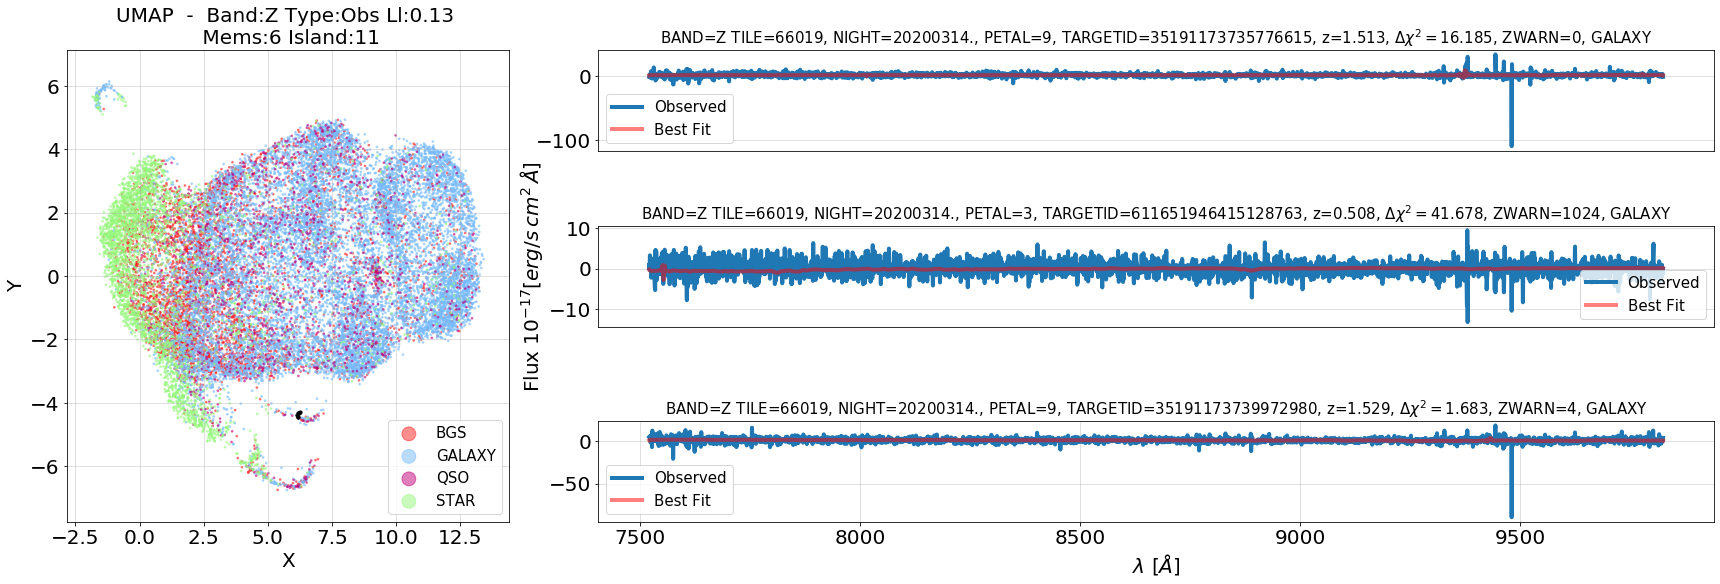 UMAP - Band:Z Type:Obs Ll:0.13
Mems:6 Island:11
6
4
2
0
−2
−4
−6
Y
−2.5 0.0 2.5 5.0 7.5 10.0 12.5
X
BGS
GALAXY
QSO
STAR
Flux 10⁻¹⁷[erg/s cm² Å]
BAND=Z TILE=66019, NIGHT=20200314., PETAL=9, TARGETID=35191173735776615, z=1.513, Δχ² = 16.185, ZWARN=0, GALAXY
0
−100
Observed
Best Fit
BAND=Z TILE=66019, NIGHT=20200314., PETAL=3, TARGETID=611651946415128763, z=0.508, Δχ² = 41.678, ZWARN=1024, GALAXY
10
0
−10
Observed
Best Fit
BAND=Z TILE=66019, NIGHT=20200314., PETAL=9, TARGETID=35191173739972980, z=1.529, Δχ² = 1.683, ZWARN=4, GALAXY
0
−50
Observed
Best Fit
7500 8000 8500 9000 9500
λ [Å]